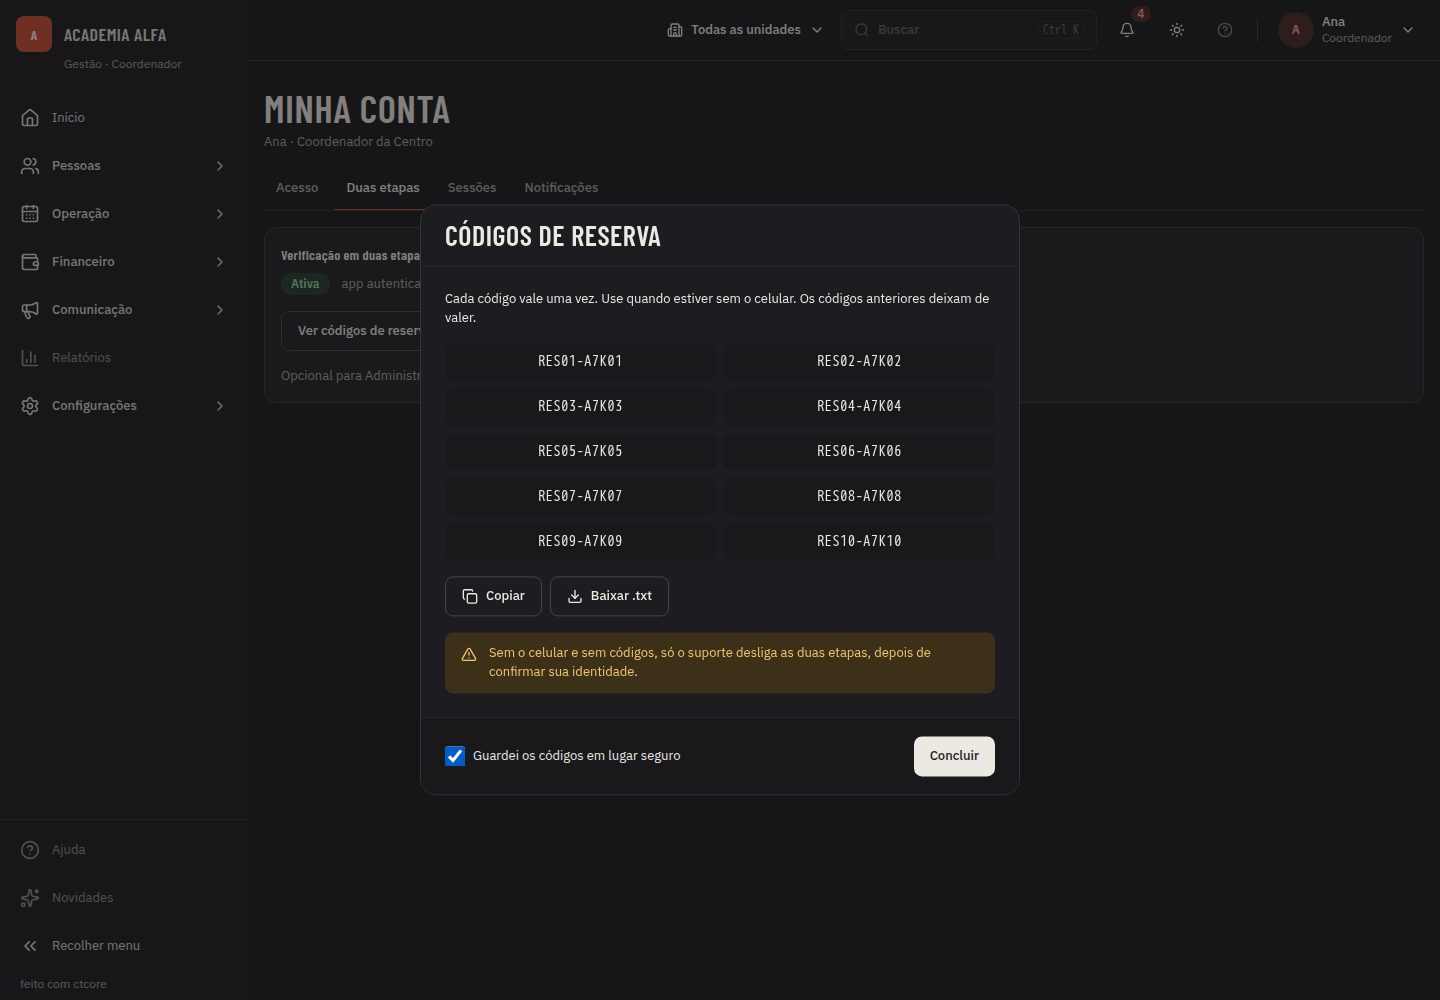 A
ACADEMIA ALFA
Gestão · Coordenador
Início
Pessoas
Operação
Financeiro
Comunicação
Relatórios
Configurações
Ajuda
Novidades
Recolher menu
feito com ctcore
Todas as unidades
Buscar
Ctrl K
4
A
Ana
Coordenador
MINHA CONTA
Ana · Coordenador da Centro
Acesso
Duas etapas
Sessões
Notificações
Verificação em duas etapa
Ativa
app autentica
Ver códigos de reser
Opcional para Administr
CÓDIGOS DE RESERVA
Cada código vale uma vez. Use quando estiver sem o celular. Os códigos anteriores deixam de
valer.
RES01-A7K01
RES02-A7K02
RES03-A7K03
RES04-A7K04
RES05-A7K05
RES06-A7K06
RES07-A7K07
RES08-A7K08
RES09-A7K09
RES10-A7K10
Copiar
Baixar .txt
Sem o celular e sem códigos, só o suporte desliga as duas etapas, depois de
confirmar sua identidade.
Guardei os códigos em lugar seguro
Concluir